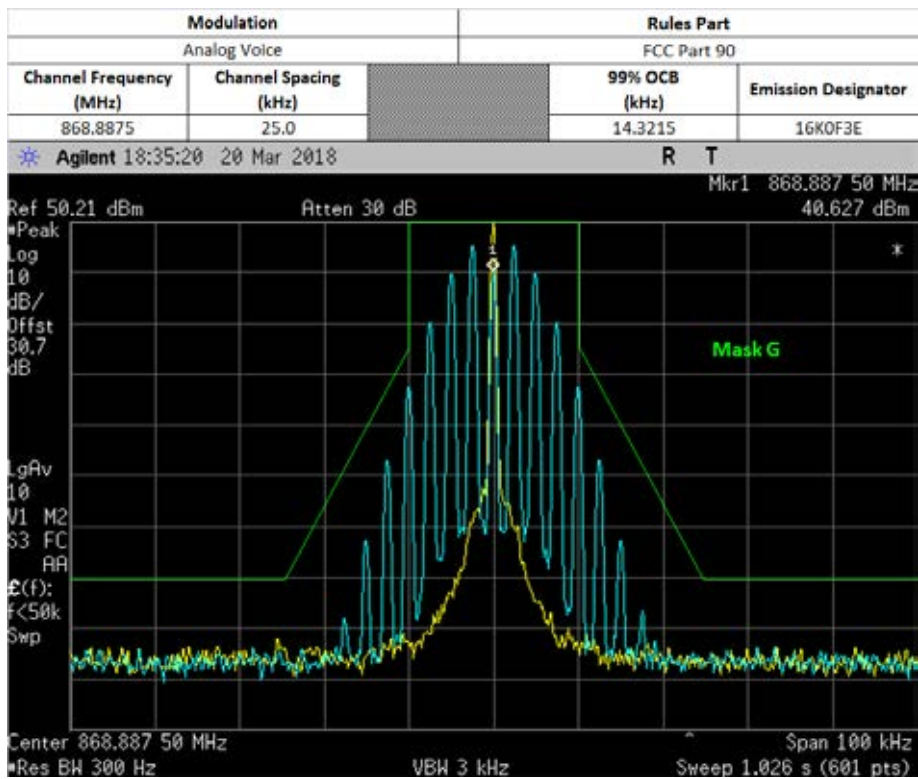 Modulation Rules Part
Analog Voice FCC Part 90
Channel Frequency (MHz) Channel Spacing (kHz) 99% OCB (kHz) Emission Designator
868.8875 25.0 14.3215 16K0F3E
Agilent 18:35:20 20 Mar 2018 R T
Mkr1 868.887 50 MHz
Ref 50.21 dBm Atten 30 dB 40.627 dBm
#Peak
Log
10
dB/
Offst
30.7
dB
1
*
Mask G
LgAv
10
V1 M2
S3 FC
AA
£(f):
f<50k
Swp
Center 868.887 50 MHz Span 100 kHz
#Res BW 300 Hz VBW 3 kHz Sweep 1.026 s (601 pts)